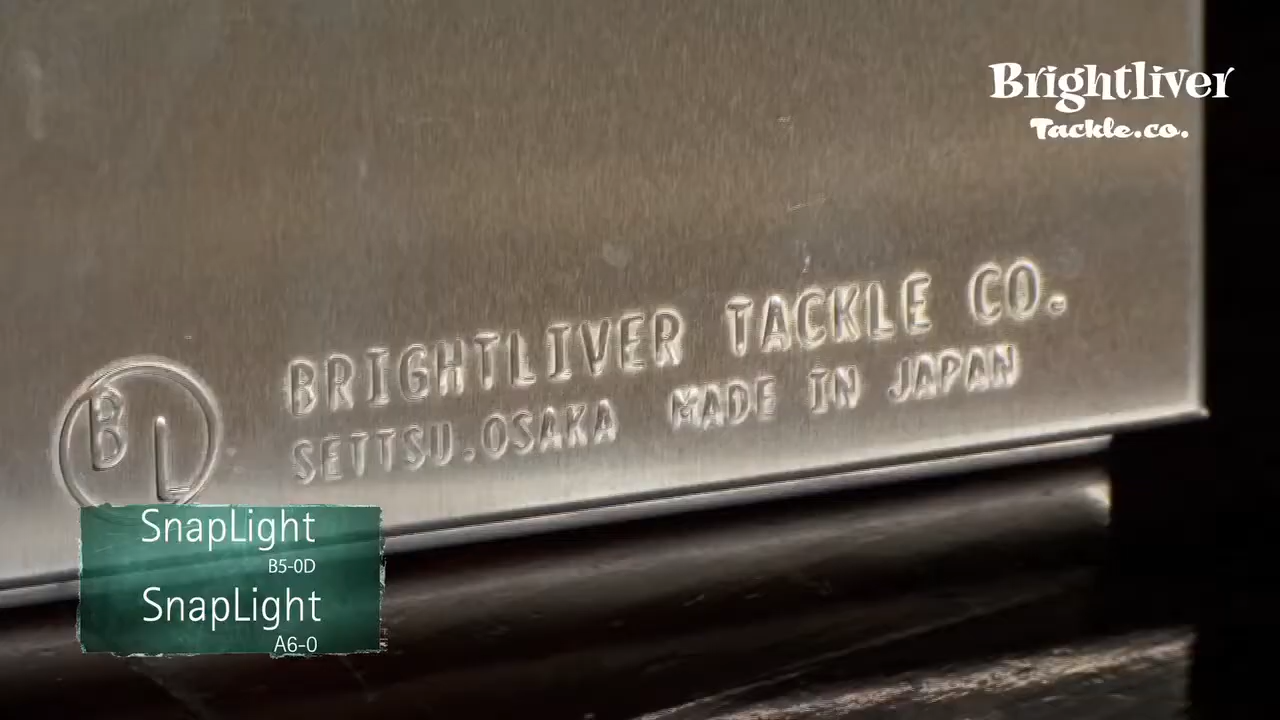 Brightliver
Tackle.co.
BRIGHTLIVER TACKLE CO.
SETTSU.OSAKA MADE IN JAPAN
BL
SnapLight
B5-0D
SnapLight
A6-0